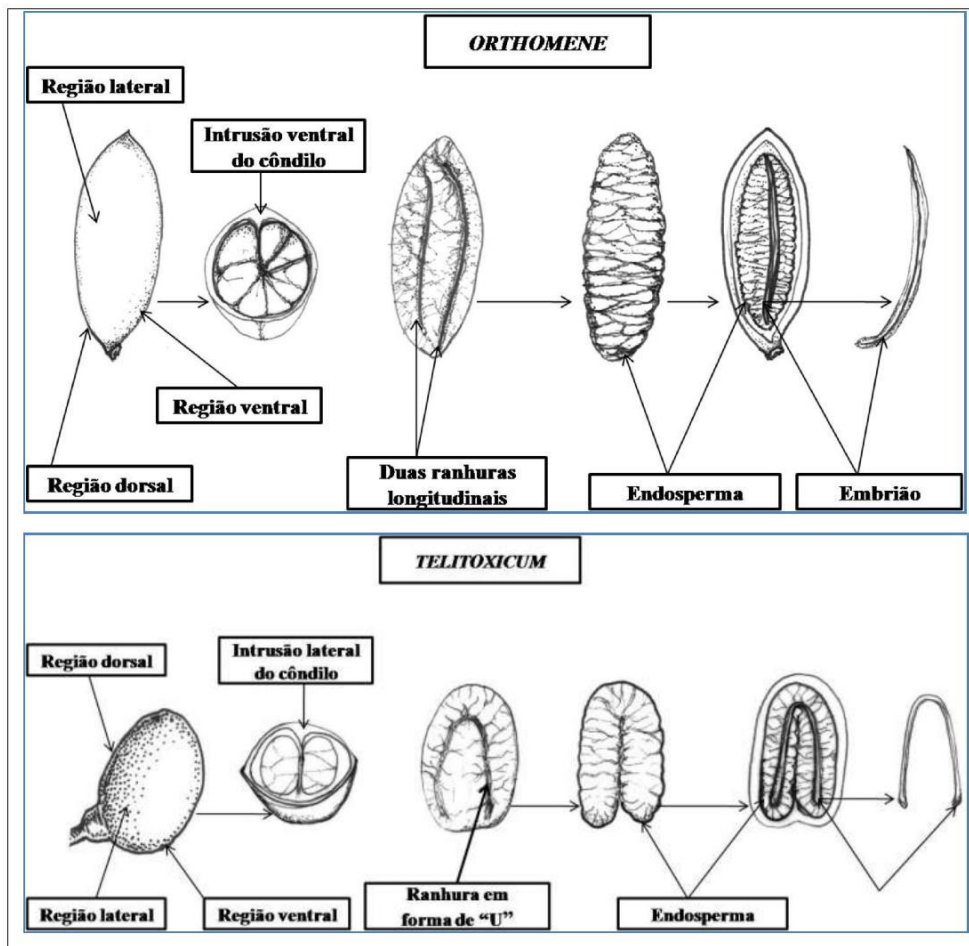 ORTHOMENE
Região lateral
Intrusão ventral
do côndilo
Região ventral
Região dorsal
Duas ranhuras
longitudinais
Endosperma
Embrião
TELITOXICUM
Região dorsal
Intrusão lateral
do côndilo
Região lateral
Região ventral
Ranhura em
forma de “U”
Endosperma